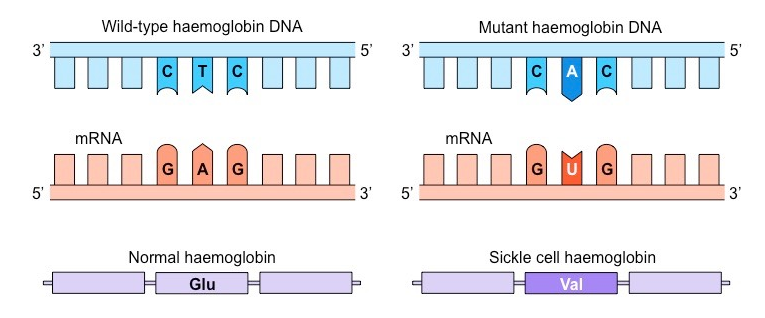 Wild-type haemoglobin DNA
3’ 5’
C T C
mRNA
G A G
5’ 3’
Normal haemoglobin
Glu
Mutant haemoglobin DNA
3’ 5’
C A C
mRNA
G U G
5’ 3’
Sickle cell haemoglobin
Val